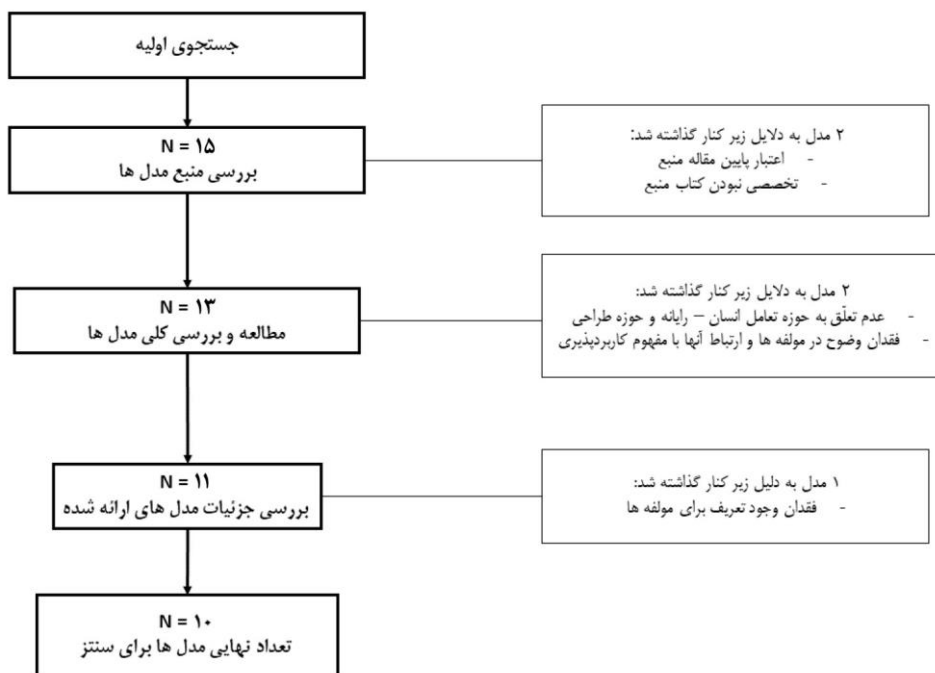 جستجوی اولیه
N = ۱۵
بررسی منبع مدل ها
۲ مدل به دلایل زیر کنار گذاشته شد:
- اعتبار پایین مقاله منبع
- تخصصی نبودن کتاب منبع
N = ۱۳
مطالعه و بررسی کلی مدل ها
۲ مدل به دلایل زیر کنار گذاشته شد:
- عدم تعلّق به حوزه تعامل انسان – رایانه و حوزه طراحی
- فقدان وضوح در مولفه ها و ارتباط آنها با مفهوم کاربردپذیری
N = ۱۱
بررسی جزئیات مدل های ارائه شده
۱ مدل به دلیل زیر کنار گذاشته شد:
- فقدان وجود تعریف برای مولفه ها
N = ۱۰
تعداد نهایی مدل ها برای سنتز